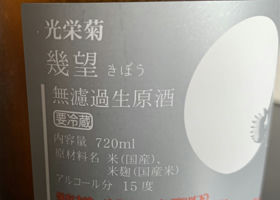 光栄菊
幾望 きぼう
無濾過生原酒
要冷蔵
内容量 720ml
原材料名 米(国産)、
米麹(国産米)
アルコール分 15度